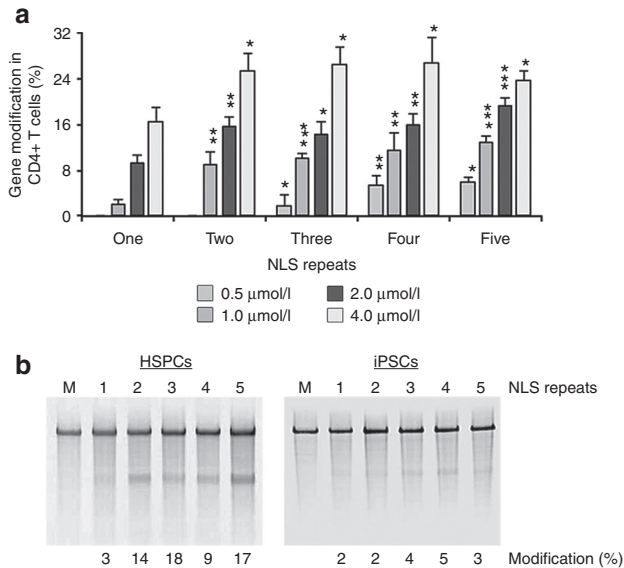 a
Gene modification in
CD4+ T cells (%)
32
24
16
8
0
*
**
**
*
*
***
*
*
**
**
**
*
*
***
***
*
One Two Three Four Five
NLS repeats
0.5 μmol/l 2.0 μmol/l
1.0 μmol/l 4.0 μmol/l
b
HSPCs iPSCs
M 1 2 3 4 5 M 1 2 3 4 5 NLS repeats
3 14 18 9 17 2 2 4 5 3 Modification (%)